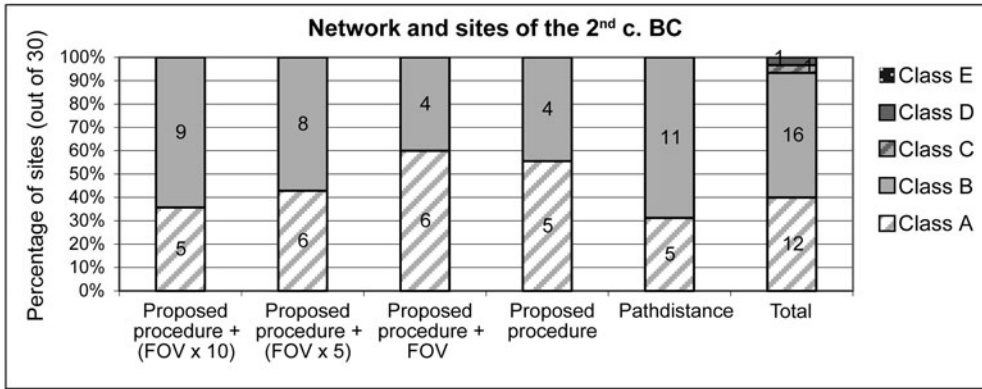 Network and sites of the 2nd c. BC
Percentage of sites (out of 30)
100%
90%
80%
70%
60%
50%
40%
30%
20%
10%
0%
9
5
8
6
4
6
4
5
11
5
1
1
16
12
Proposed procedure + (FOV x 10)
Proposed procedure + (FOV x 5)
Proposed procedure + FOV
Proposed procedure
Pathdistance
Total
Class E
Class D
Class C
Class B
Class A